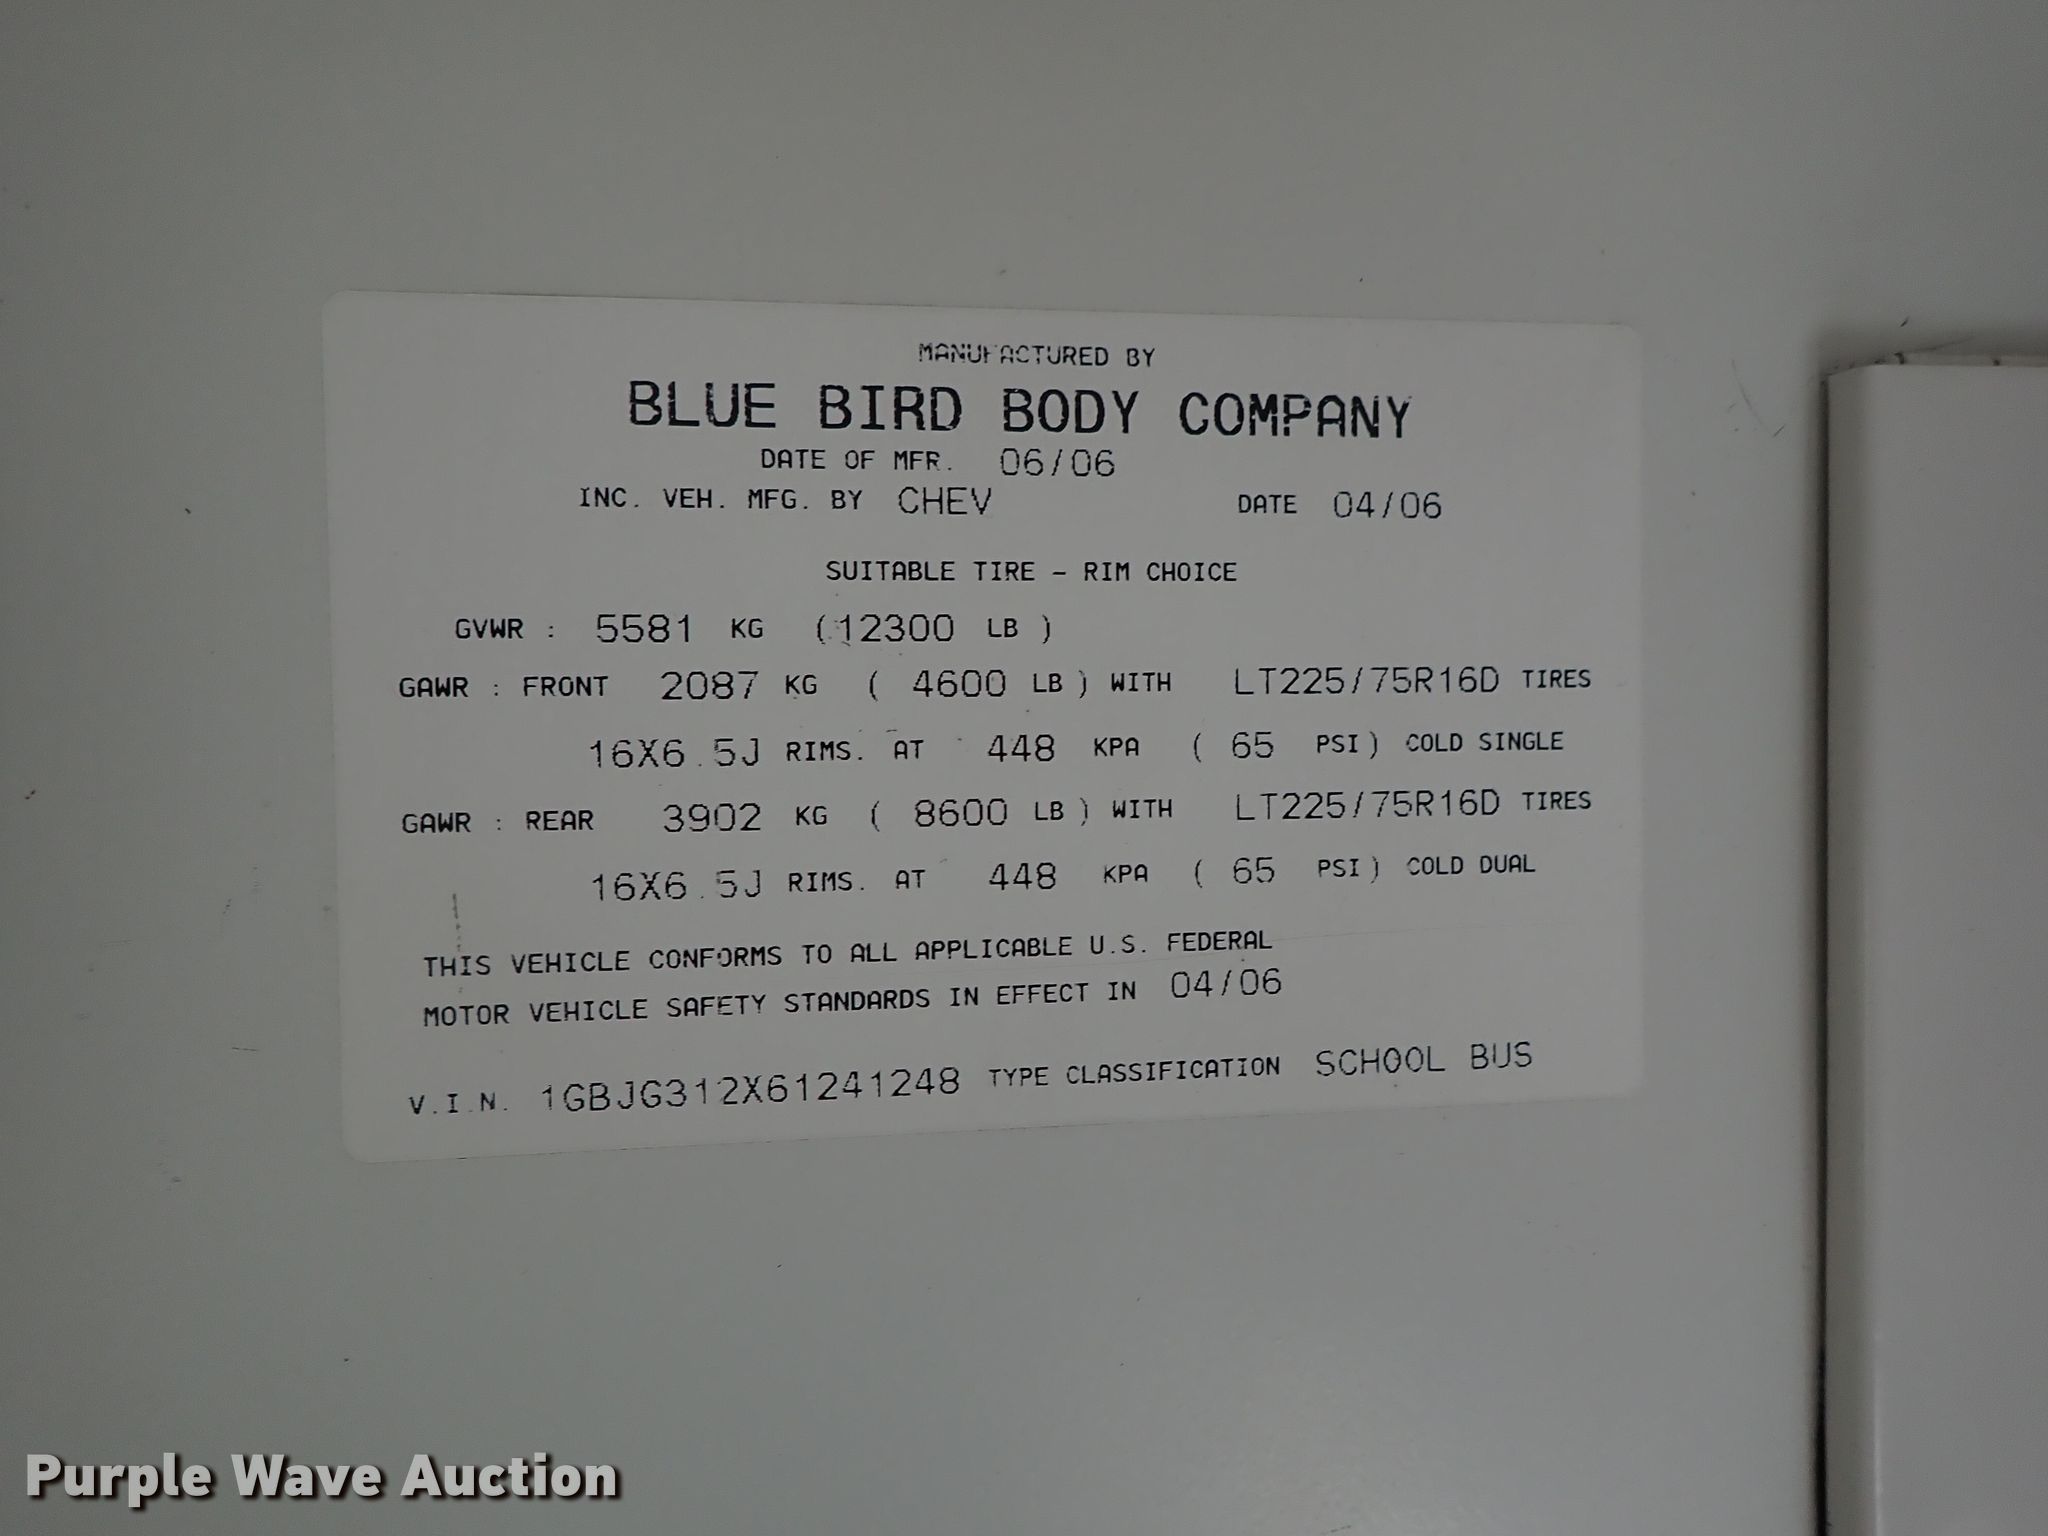 MANUFACTURED BY
BLUE BIRD BODY COMPANY
DATE OF MFR. 06/06
INC. VEH. MFG. BY CHEV DATE 04/06
SUITABLE TIRE - RIM CHOICE
GVWR : 5581 KG (12300 LB )
GAWR : FRONT 2087 KG ( 4600 LB ) WITH LT225/75R16D TIRES
16X6.5J RIMS. AT 448 KPA ( 65 PSI ) COLD SINGLE
GAWR : REAR 3902 KG ( 8600 LB ) WITH LT225/75R16D TIRES
16X6.5J RIMS. AT 448 KPA ( 65 PSI ) COLD DUAL
THIS VEHICLE CONFORMS TO ALL APPLICABLE U.S. FEDERAL
MOTOR VEHICLE SAFETY STANDARDS IN EFFECT IN 04/06
V.I.N. 1GBJG312X61241248 TYPE CLASSIFICATION SCHOOL BUS
Purple Wave Auction